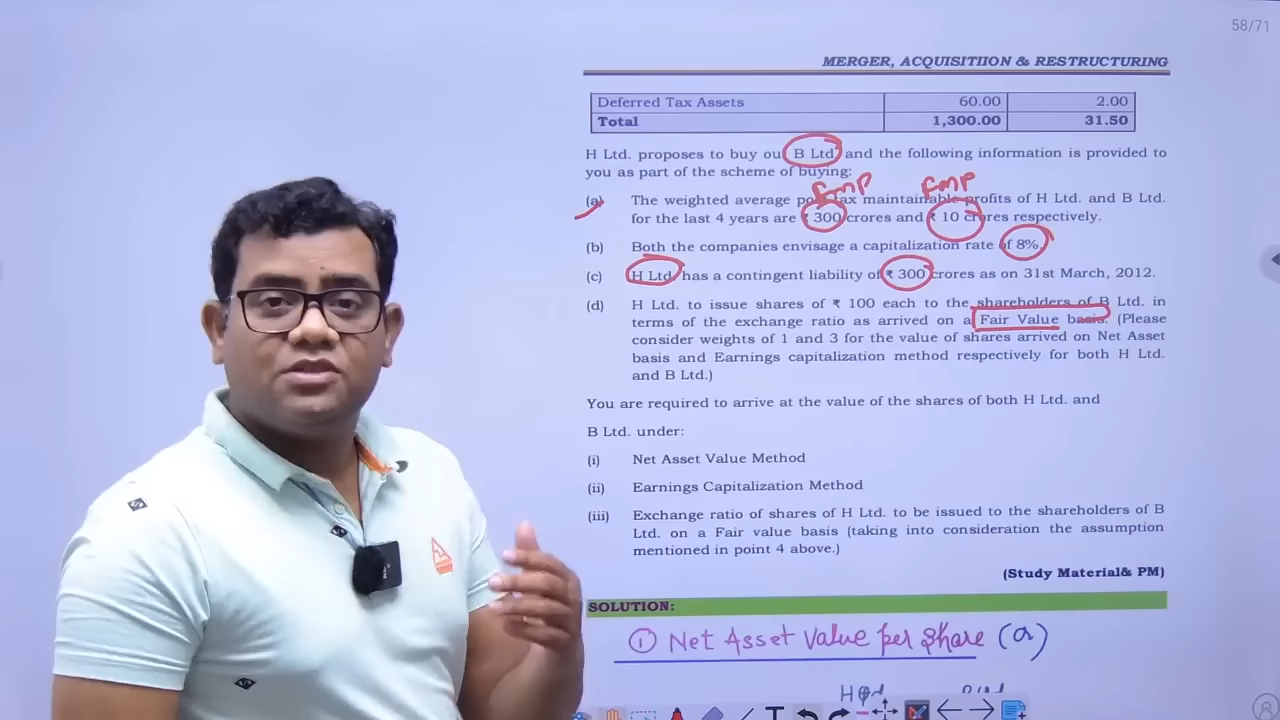 58/71
MERGER, ACQUISITIION & RESTRUCTURING
Deferred Tax Assets 60.00 2.00
Total 1,300.00 31.50
H Ltd. proposes to buy out B Ltd. and the following information is provided to
you as part of the scheme of buying:
FMP FMP
(a) The weighted average post tax maintainable profits of H Ltd. and B Ltd.
for the last 4 years are ₹ 300 crores and ₹ 10 crores respectively.
(b) Both the companies envisage a capitalization rate of 8%.
(c) H Ltd has a contingent liability of ₹ 300 crores as on 31st March, 2012.
(d) H Ltd. to issue shares of ₹ 100 each to the shareholders of B Ltd. in
terms of the exchange ratio as arrived on a Fair Value basis. (Please
consider weights of 1 and 3 for the value of shares arrived on Net Asset
basis and Earnings capitalization method respectively for both H Ltd.
and B Ltd.)
You are required to arrive at the value of the shares of both H Ltd. and
B Ltd. under:
(i) Net Asset Value Method
(ii) Earnings Capitalization Method
(iii) Exchange ratio of shares of H Ltd. to be issued to the shareholders of B
Ltd. on a Fair value basis (taking into consideration the assumption
mentioned in point 4 above.)
(Study Material& PM)
SOLUTION:
① Net Asset Value per share (a)